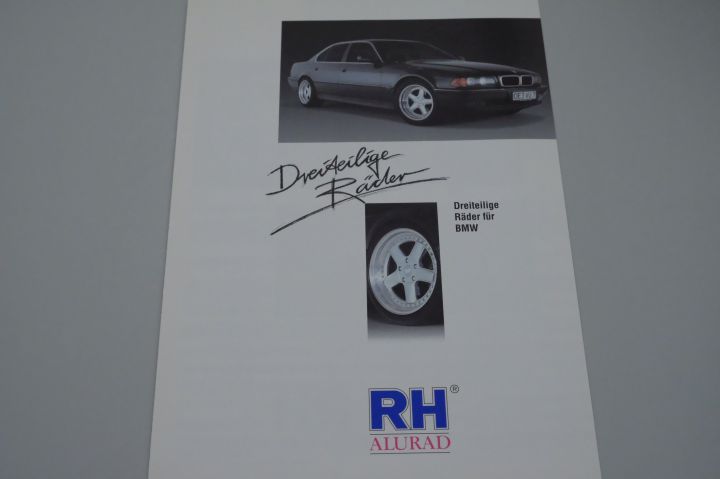 Dreiteilige
Räder
Dreiteilige
Räder für
BMW
RH®
ALURAD